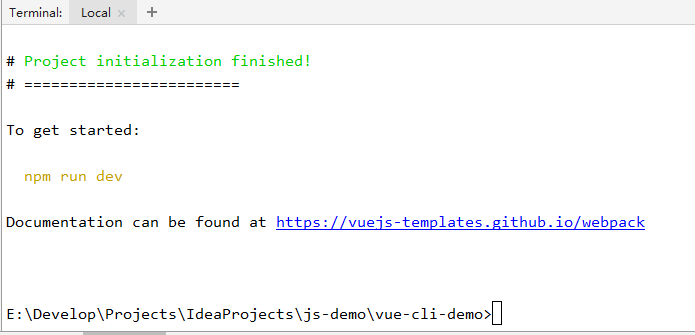 Terminal: Local × +
# Project initialization finished!
# ========================
To get started:
npm run dev
Documentation can be found at https://vuejs-templates.github.io/webpack
E:\Develop\Projects\IdeaProjects\js-demo\vue-cli-demo>